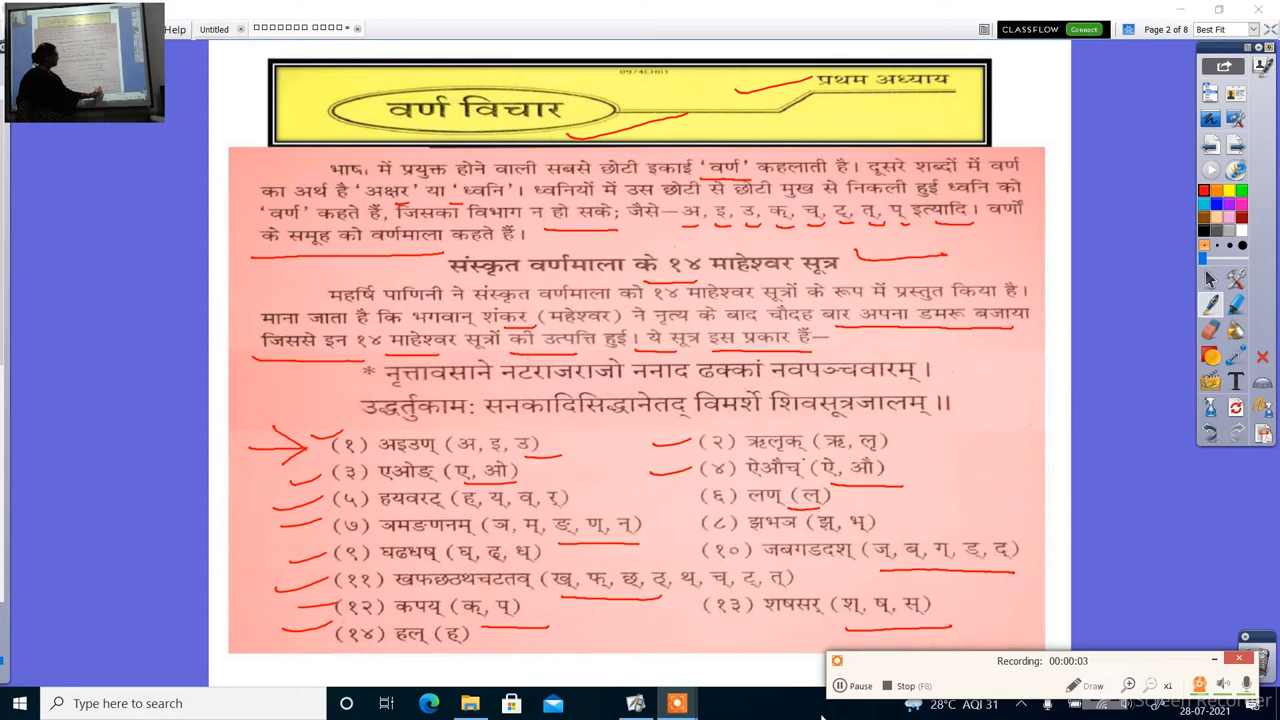 Help
Untitled
CLASSFLOW Connect
Page 2 of 8
Best Fit
0974CH01
प्रथम अध्याय
वर्ण विचार
भाषा में प्रयुक्त होने वाली सबसे छोटी इकाई ‘वर्ण’ कहलाती है। दूसरे शब्दों में वर्ण
का अर्थ है ‘अक्षर’ या ‘ध्वनि’। ध्वनियों में उस छोटी से छोटी मुख से निकली हुई ध्वनि को
‘वर्ण’ कहते हैं, जिसका विभाग न हो सके; जैसे— अ, इ, उ, क्, च्, ट्, त्, प् इत्यादि। वर्णों
के समूह को वर्णमाला कहते हैं।
संस्कृत वर्णमाला के १४ माहेश्वर सूत्र
महर्षि पाणिनी ने संस्कृत वर्णमाला को १४ माहेश्वर सूत्रों के रूप में प्रस्तुत किया है।
माना जाता है कि भगवान् शंकर (महेश्वर) ने नृत्य के बाद चौदह बार अपना डमरू बजाया
जिससे इन १४ माहेश्वर सूत्रों की उत्पत्ति हुई। ये सूत्र इस प्रकार हैं—
* नृत्तावसाने नटराजराजो ननाद ढक्कां नवपञ्चवारम्।
उद्धर्तुकामः सनकादिसिद्धानेतद् विमर्शे शिवसूत्रजालम्॥
(१) अइउण् (अ, इ, उ) (२) ऋलृक् (ऋ, लृ)
(३) एओङ् (ए, ओ) (४) ऐऔच् (ऐ, औ)
(५) हयवरट् (ह्, य्, व्, र्) (६) लण् (ल्)
(७) ञमङणनम् (ञ, म्, ङ्, ण्, न्) (८) झभञ (झ्, भ्)
(९) घढधष् (घ्, ढ्, ध्) (१०) जबगडदश् (ज्, ब्, ग्, ड्, द्)
(११) खफछठथचटतव् (ख्, फ्, छ्, ठ्, थ्, च्, ट्, त्)
(१२) कपय् (क्, प्) (१३) शषसर् (श्, ष्, स्)
(१४) हल् (ह्)
Recording: 00:00:03
Pause Stop (F8) Draw x1
Screen Recorder
Type here to search
28°C AQI 31
28-07-2021